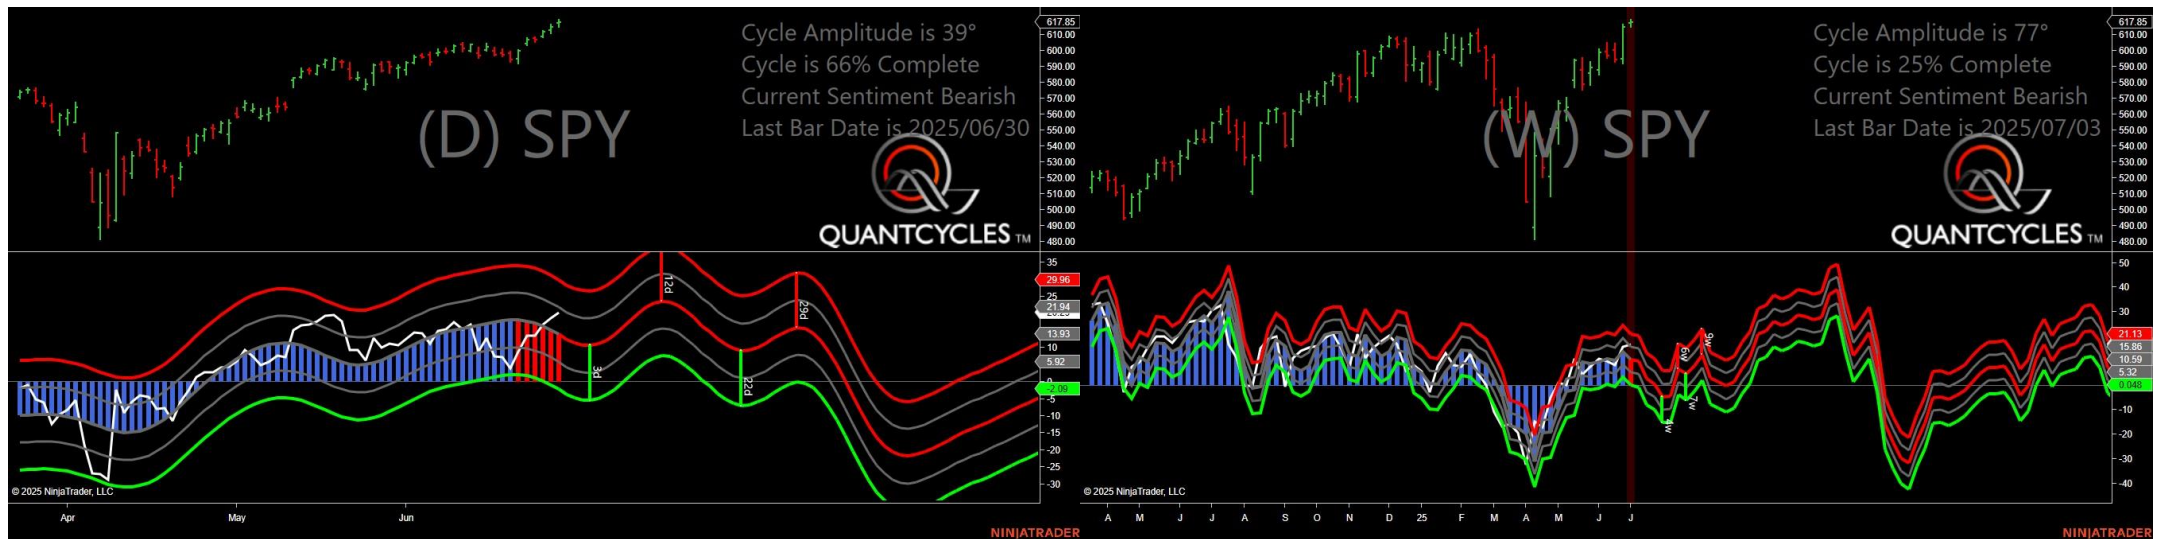 Cycle Amplitude is 39°
Cycle is 66% Complete
Current Sentiment Bearish
Last Bar Date is 2025/06/30
(D) SPY
QUANTCYCLES TM
617.85
610.00
600.00
590.00
580.00
570.00
560.00
550.00
540.00
530.00
520.00
510.00
500.00
490.00
480.00
35
29.96
25
21.94
13.93
10
5.92
0
-2.09
-5
-10
-15
-20
-25
-30
3d
12d
22d
29d
© 2025 NinjaTrader, LLC
Apr May Jun
NINJATRADER
Cycle Amplitude is 77°
Cycle is 25% Complete
Current Sentiment Bearish
Last Bar Date is 2025/07/03
(W) SPY
QUANTCYCLES TM
617.85
610.00
600.00
590.00
580.00
570.00
560.00
550.00
540.00
530.00
520.00
510.00
500.00
490.00
480.00
50
40
30
21.13
15.86
10.59
5.32
0.048
-10
-20
-30
-40
4w
6w
7w
9w
© 2025 NinjaTrader, LLC
A M J J A S O N D 25 F M A M J J
NINJATRADER